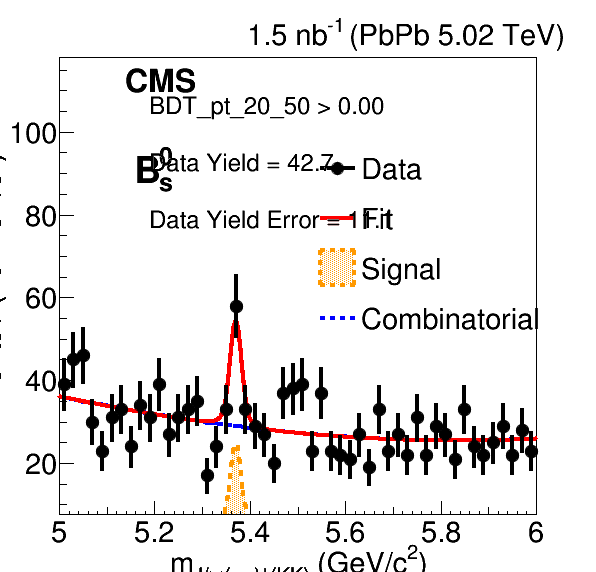 1.5 nb-1 (PbPb 5.02 TeV)
CMS
BDT_pt_20_50 > 0.00
B0s
Data Yield = 42.7
Data Yield Error =
Data
Fit
Signal
Combinatorial
100
80
60
40
20
5 5.2 5.4 5.6 5.8 6
(GeV/c2)